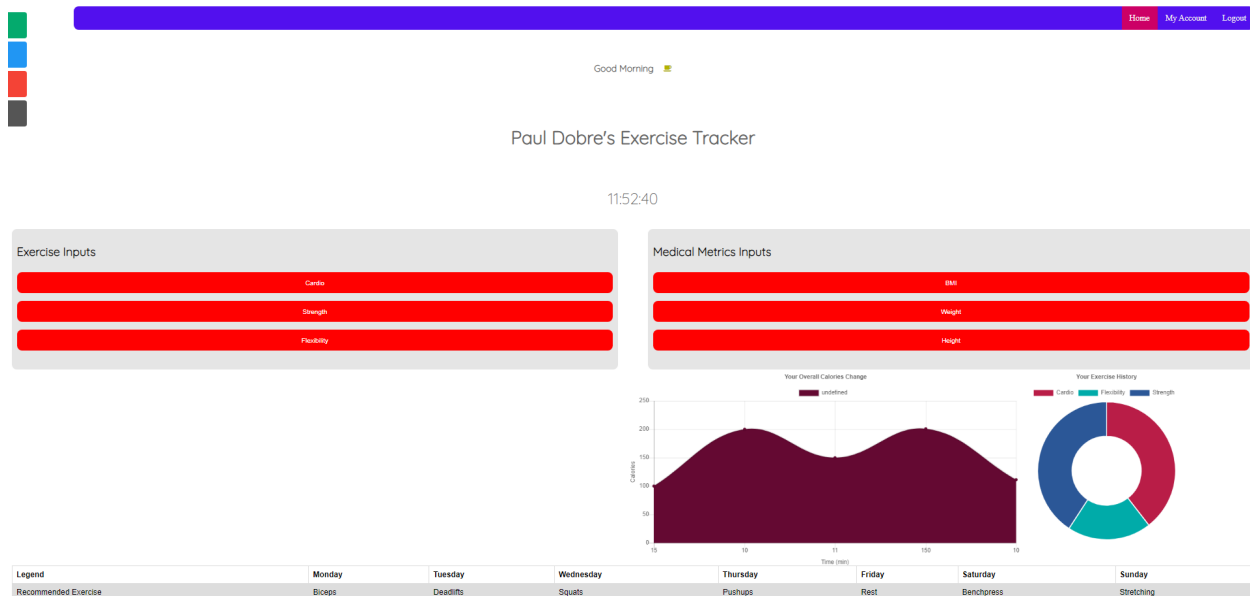 Home My Account Logout
Good Morning
Paul Dobre's Exercise Tracker
11:52:40
Exercise Inputs
Cardio
Strength
Flexibility
Medical Metrics Inputs
BMI
Weight
Height
Your Overall Calories Change
undefined
250
200
150
100
50
0
Calories
15 10 11 150 10
Time (min)
Your Exercise History
Cardio Flexibility Strength
Legend Monday Tuesday Wednesday Thursday Friday Saturday Sunday
Recommended Exercise Biceps Deadlifts Squats Pushups Rest Benchpress Stretching